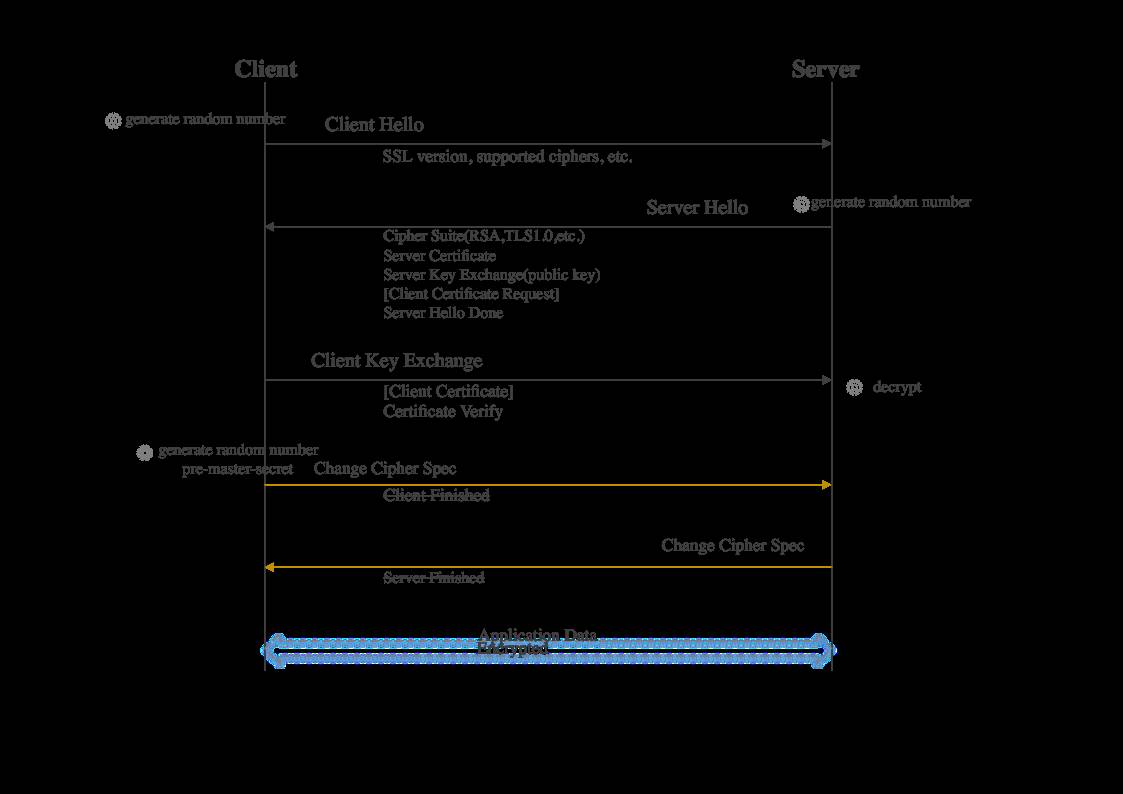 Client
Server
generate random number
Client Hello
SSL version, supported ciphers, etc.
Server Hello
generate random number
Cipher Suite(RSA,TLS1.0,etc.)
Server Certificate
Server Key Exchange(public key)
[Client Certificate Request]
Server Hello Done
Client Key Exchange
[Client Certificate]
Certificate Verify
decrypt
generate random number
pre-master-secret
Change Cipher Spec
Client Finished
Change Cipher Spec
Server Finished
Application Data
Encrypted